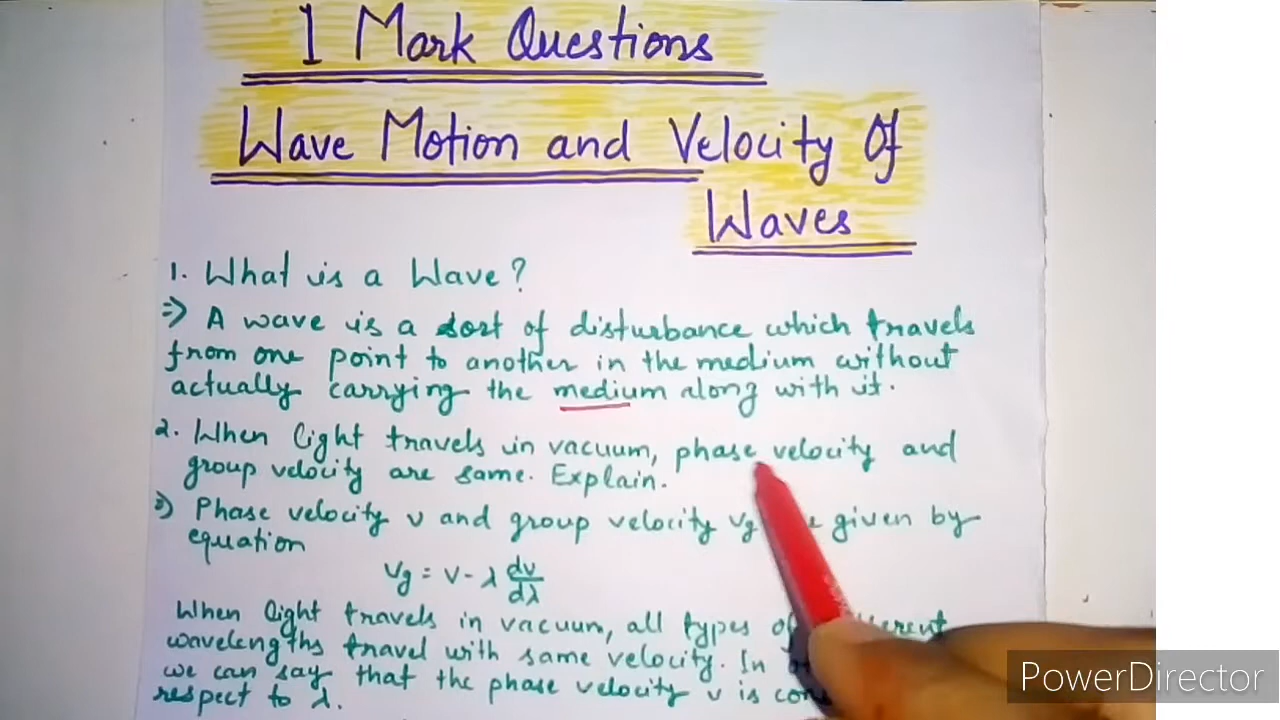 1 Mark Questions
Wave Motion and Velocity Of
Waves
1. What is a Wave?
⇒ A wave is a sort of disturbance which travels
from one point to another in the medium without
actually carrying the medium along with it.
2. When light travels in vacuum, phase velocity and
group velocity are same. Explain.
⇒ Phase velocity v and group velocity vg given by
equation
Vg = V - λ dv/dλ
When light travels in vacuum, all types
wavelengths travel with same velocity. In
we can say that the phase velocity v is
respect to λ.
PowerDirector